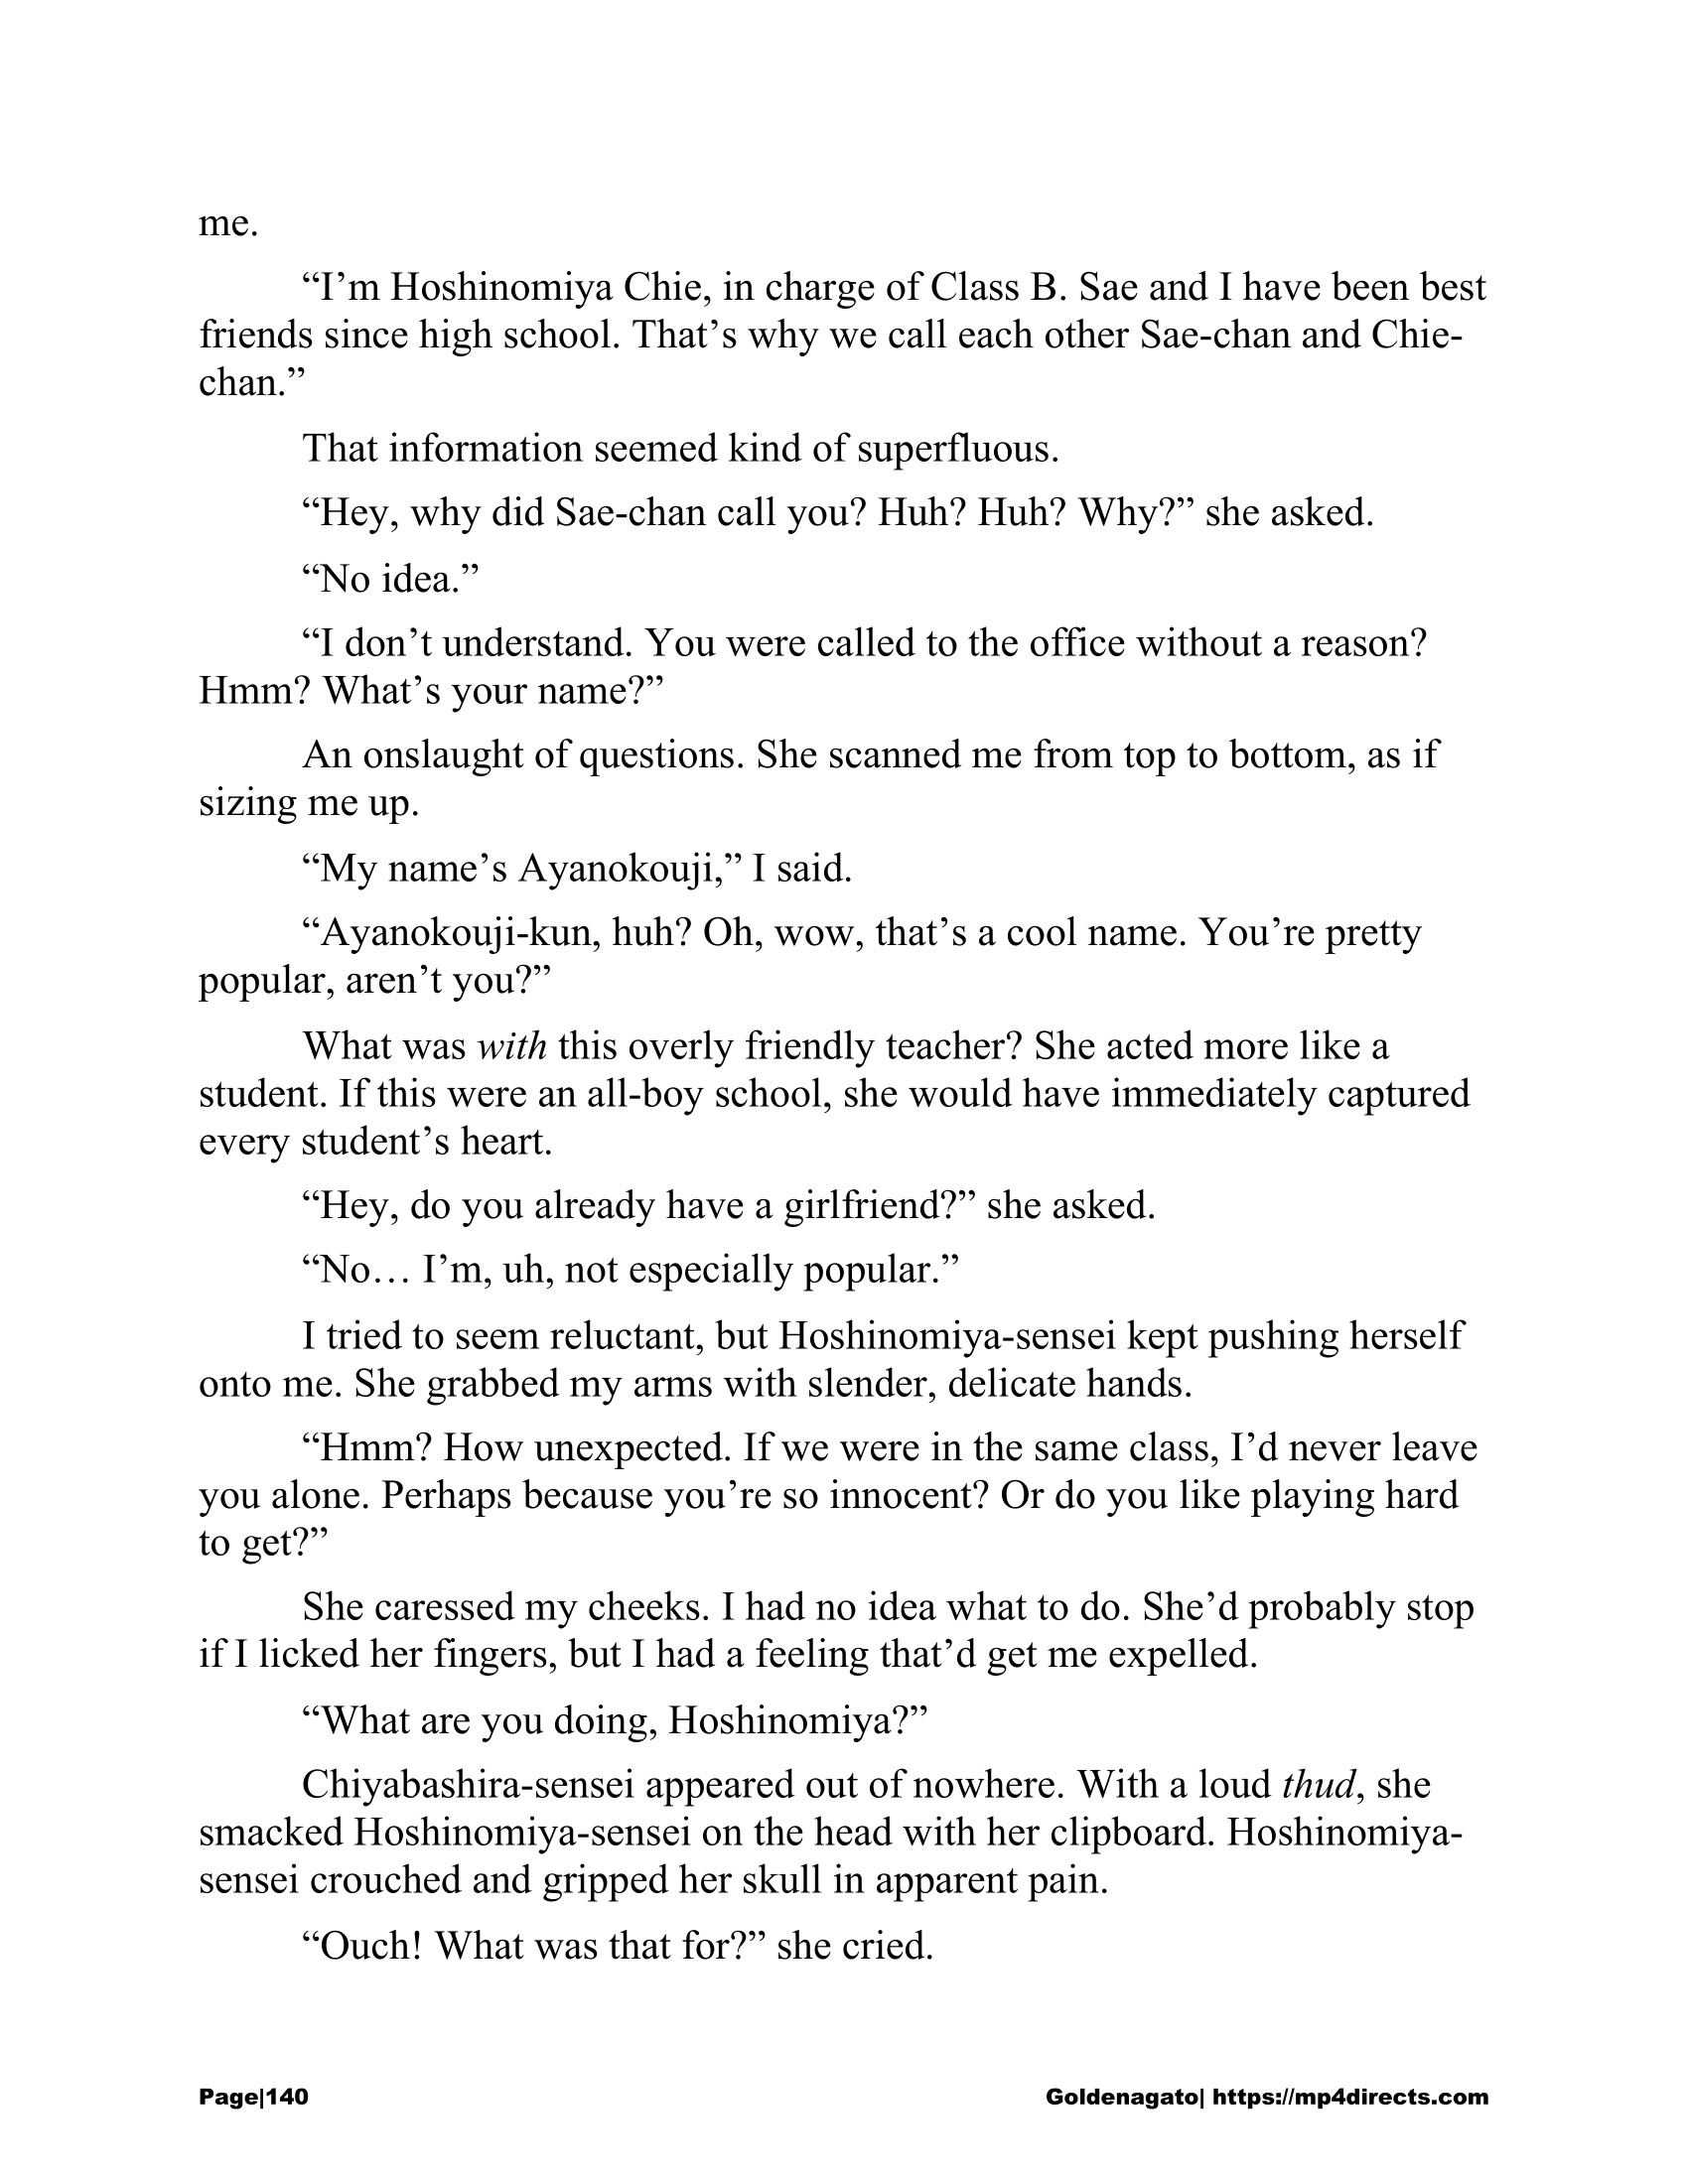 me.
“I’m Hoshinomiya Chie, in charge of Class B. Sae and I have been best
friends since high school. That’s why we call each other Sae-chan and Chie-
chan.”
That information seemed kind of superfluous.
“Hey, why did Sae-chan call you? Huh? Huh? Why?” she asked.
“No idea.”
“I don’t understand. You were called to the office without a reason?
Hmm? What’s your name?”
An onslaught of questions. She scanned me from top to bottom, as if
sizing me up.
“My name’s Ayanokouji,” I said.
“Ayanokouji-kun, huh? Oh, wow, that’s a cool name. You’re pretty
popular, aren’t you?”
What was with this overly friendly teacher? She acted more like a
student. If this were an all-boy school, she would have immediately captured
every student’s heart.
“Hey, do you already have a girlfriend?” she asked.
“No… I’m, uh, not especially popular.”
I tried to seem reluctant, but Hoshinomiya-sensei kept pushing herself
onto me. She grabbed my arms with slender, delicate hands.
“Hmm? How unexpected. If we were in the same class, I’d never leave
you alone. Perhaps because you’re so innocent? Or do you like playing hard
to get?”
She caressed my cheeks. I had no idea what to do. She’d probably stop
if I licked her fingers, but I had a feeling that’d get me expelled.
“What are you doing, Hoshinomiya?”
Chiyabashira-sensei appeared out of nowhere. With a loud thud, she
smacked Hoshinomiya-sensei on the head with her clipboard. Hoshinomiya-
sensei crouched and gripped her skull in apparent pain.
“Ouch! What was that for?” she cried.
Page|140 Goldenagato| https://mp4directs.com